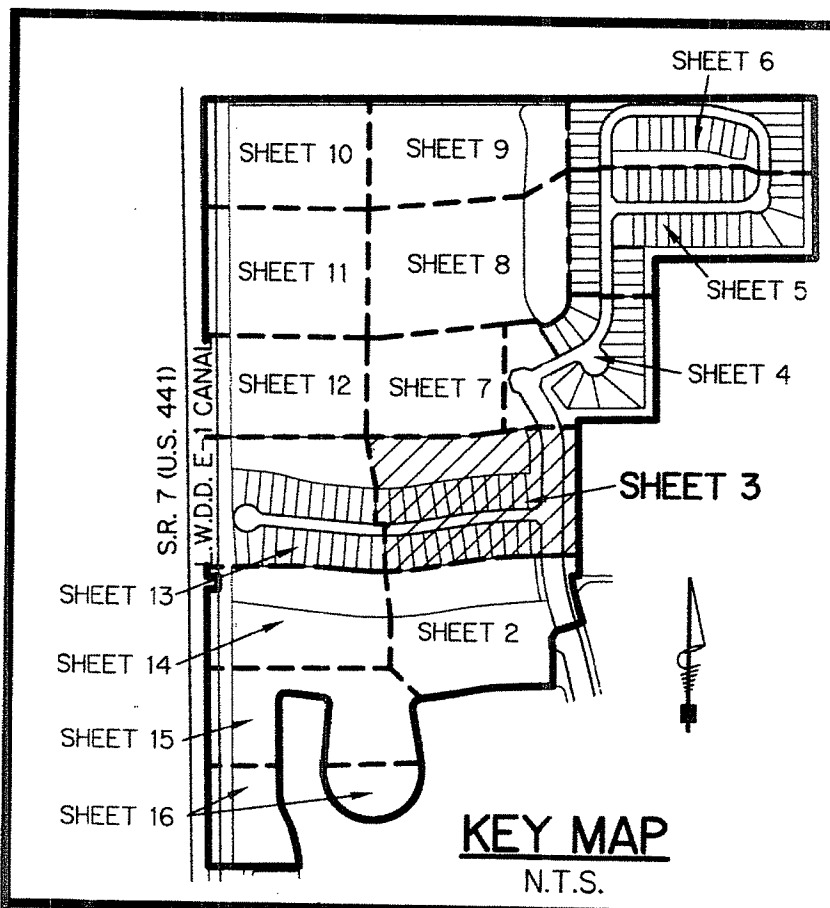 SHEET 6
SHEET 10
SHEET 9
SHEET 11
SHEET 8
SHEET 5
SHEET 12
SHEET 7
SHEET 4
S.R. 7 (U.S. 441)
L.W.D.D. E-1 CANAL
SHEET 3
SHEET 13
SHEET 2
SHEET 14
SHEET 15
SHEET 16
KEY MAP
N.T.S.